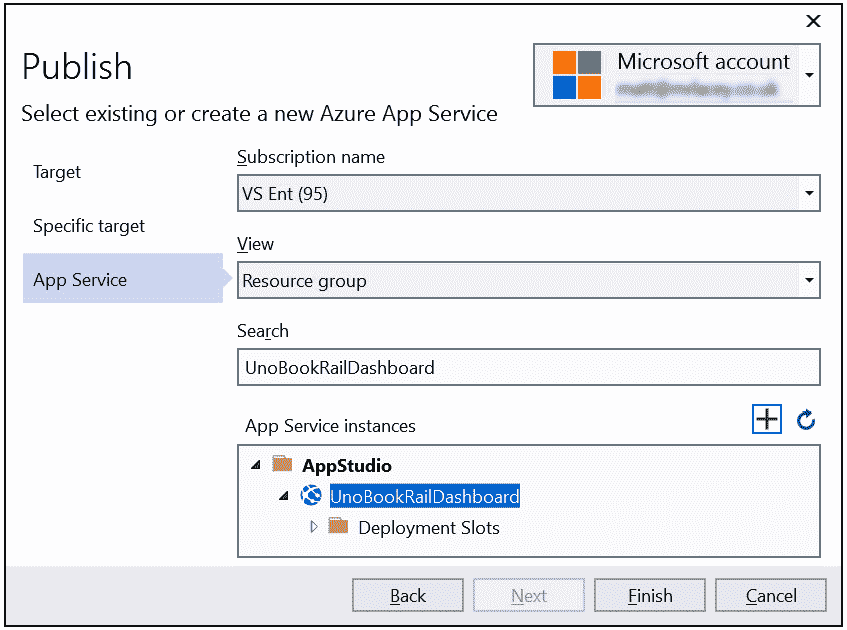 Publish
Microsoft account
Select existing or create a new Azure App Service
Target
Specific target
App Service
Subscription name
VS Ent (95)
View
Resource group
Search
UnoBookRailDashboard
App Service instances
AppStudio
UnoBookRailDashboard
Deployment Slots
Back
Next
Finish
Cancel